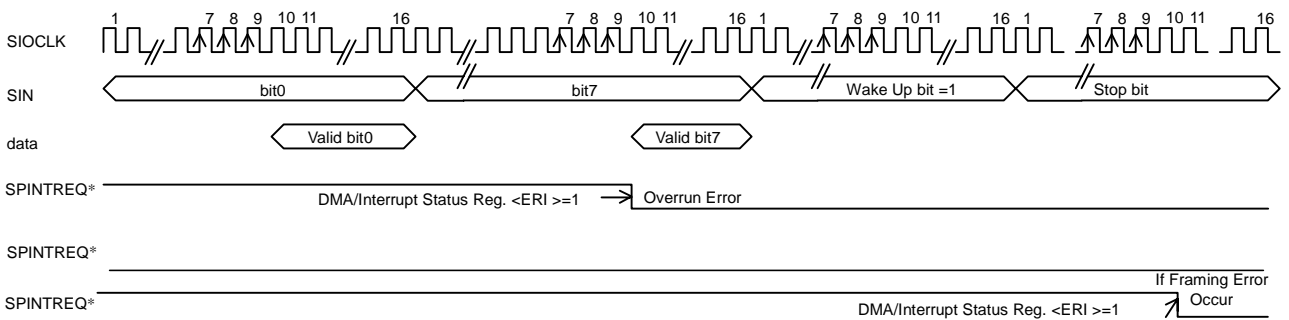 1 7 8 9 10 11 16 7 8 9 10 11 16 1 7 8 9 10 11 16 1 7 8 9 10 11 16
SIOCLK
SIN bit0 bit7 Wake Up bit =1 Stop bit
data Valid bit0 Valid bit7
SPINTREQ* DMA/Interrupt Status Reg. <ERI >=1 Overrun Error
SPINTREQ*
If Framing Error
SPINTREQ* DMA/Interrupt Status Reg. <ERI >=1 Occur